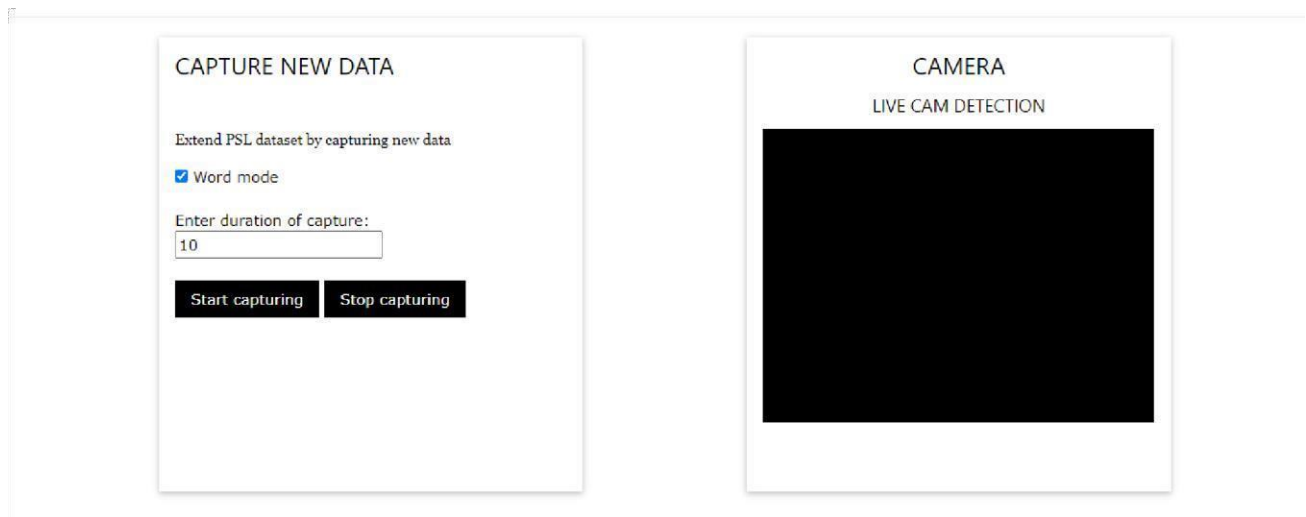 CAPTURE NEW DATA
Extend PSL dataset by capturing new data
Word mode
Enter duration of capture:
10
Start capturing Stop capturing
CAMERA
LIVE CAM DETECTION